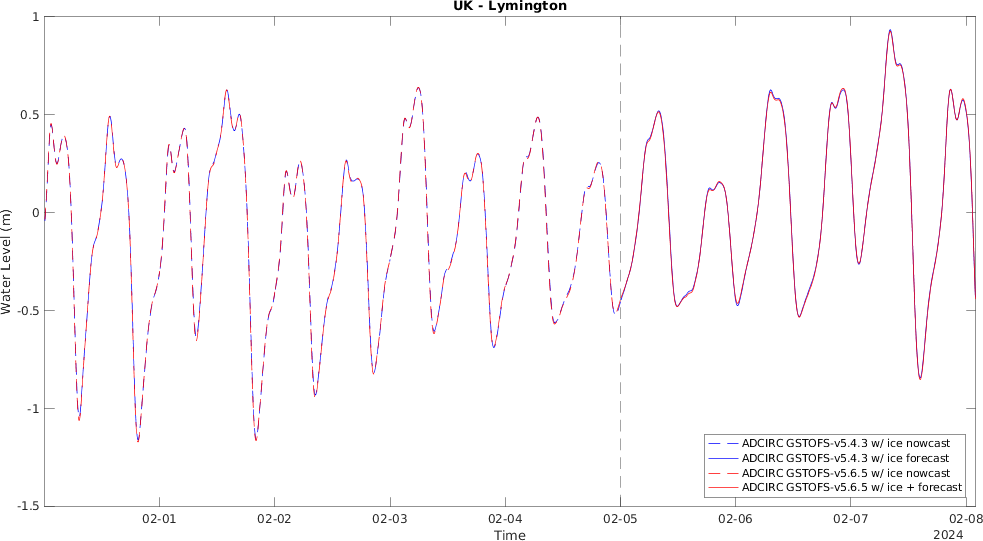 UK - Lymington
1
0.5
0
-0.5
-1
-1.5
Water Level (m)
02-01 02-02 02-03 02-04 02-05 02-06 02-07 02-08
Time
2024
ADCIRC GSTOFS-v5.4.3 w/ ice nowcast
ADCIRC GSTOFS-v5.4.3 w/ ice forecast
ADCIRC GSTOFS-v5.6.5 w/ ice nowcast
ADCIRC GSTOFS-v5.6.5 w/ ice + forecast